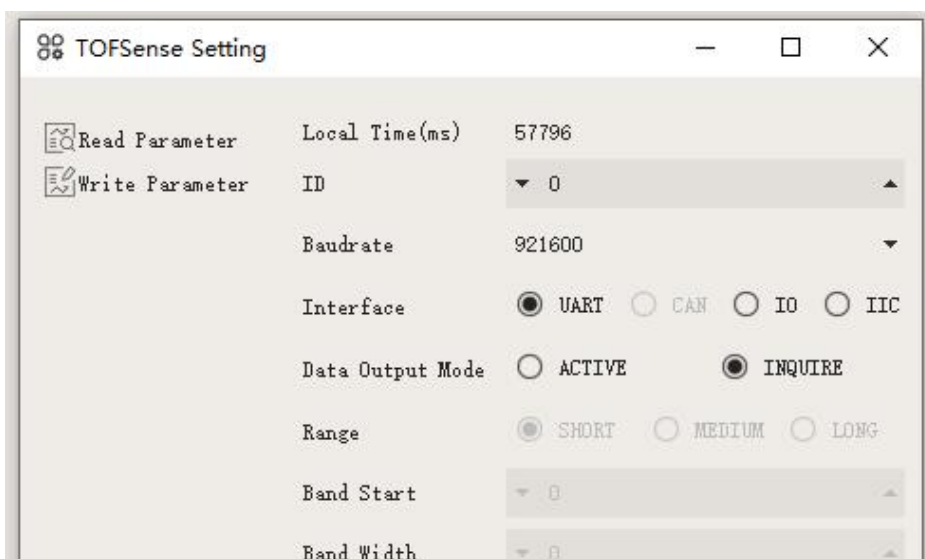 TOFSense Setting
Read Parameter
Write Parameter
Local Time(ms) 57796
ID 0
Baudrate 921600
Interface UART CAN IO IIC
Data Output Mode ACTIVE INQUIRE
Range SHORT MEDIUM LONG
Band Start 0
Band Width 0